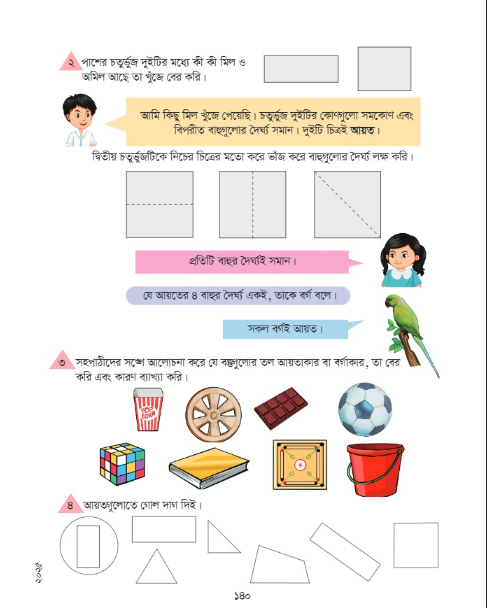 ২ পাশের চতুর্ভুজ দুইটির মধ্যে কী কী মিল ও
অমিল আছে তা খুঁজে বের করি।
আমি কিছু মিল খুঁজে পেয়েছি। চতুর্ভুজ দুইটির কোণগুলো সমকোণ এবং
বিপরীত বাহুগুলোর দৈর্ঘ্য সমান। দুইটি চিত্রই আয়ত।
দ্বিতীয় চতুর্ভুজটিকে নিচের চিত্রের মতো করে ভাঁজ করে বাহুগুলোর দৈর্ঘ্য লক্ষ করি।
প্রতিটি বাহুর দৈর্ঘ্যই সমান।
যে আয়তের ৪ বাহুর দৈর্ঘ্য একই, তাকে বর্গ বলে।
সকল বর্গই আয়ত।
৩ সহপাঠীদের সঙ্গে আলোচনা করে যে বস্তুগুলোর তল আয়তাকার বা বর্গাকার, তা বের
করি এবং কারণ ব্যাখ্যা করি।
POP CORN
৪ আয়তগুলোতে গোল দাগ দিই।
২০২৫
১৪০